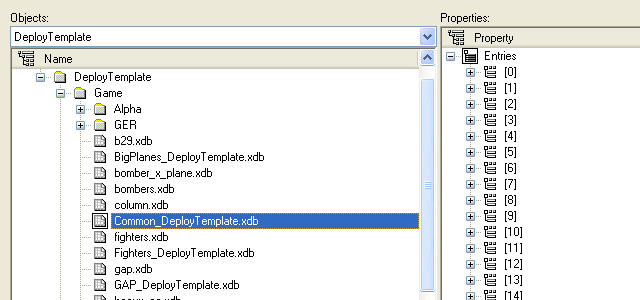 Objects:
DeployTemplate
Name
DeployTemplate
Game
Alpha
GER
b29.xdb
BigPlanes_DeployTemplate.xdb
bomber_x_plane.xdb
bombers.xdb
column.xdb
Common_DeployTemplate.xdb
fighters.xdb
Fighters_DeployTemplate.xdb
gap.xdb
GAP_DeployTemplate.xdb
Properties:
Property
Entries
[0]
[1]
[2]
[3]
[4]
[5]
[6]
[7]
[8]
[9]
[10]
[11]
[12]
[13]
[14]